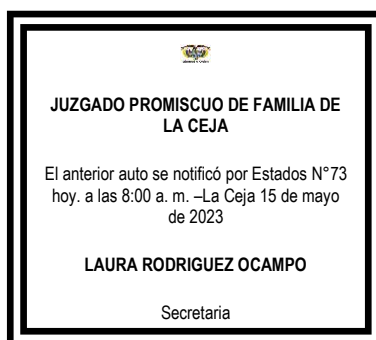 JUZGADO PROMISCUO DE FAMILIA DE
LA CEJA
El anterior auto se notificó por Estados N°73
hoy. a las 8:00 a. m. –La Ceja 15 de mayo
de 2023
LAURA RODRIGUEZ OCAMPO
Secretaria